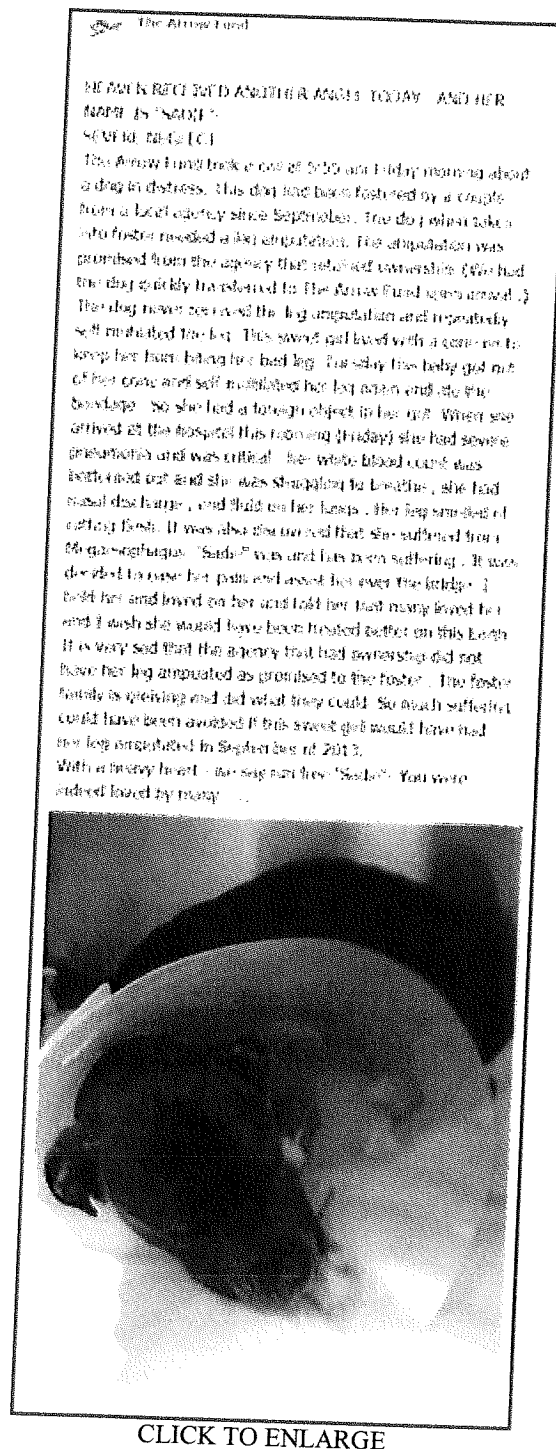 The Arrow Fund
HEAVEN RECEIVED ANOTHER ANGEL TODAY AND HER
NAME IS "SADIE".
SEVERE NEGLECT
The Arrow Fund took a call at 5:30 am Friday morning about
a dog in distress. This dog had been fostered by a couple
from a local agency since September. The dog when taken
into foster needed a leg amputation. The amputation was
promised from the agency that retained ownership. (We had
the dog quickly transferred to The Arrow Fund upon arrival.)
The dog never received the leg amputation and repeatedly
self mutilated the leg. This sweet girl lived with a cone on to
keep her from biting her bad leg. Tuesday this baby got out
of her cone and self mutilated her leg again and ate the
bandage. So she had a foreign object in her gut. When she
arrived at the hospital this morning (Friday) she had severe
pneumonia and was critical. her white blood count was
bottomed out and she was struggling to breathe, she had
nasal discharge, and fluid on her lungs. Her leg smelled of
rotting flesh. It was also discovered that she suffered from
Megaesophagus. "Sadie" was and has been suffering. It was
decided to ease her pain and assist her over the bridge. I
held her and loved on her and told her that many loved her
and I wish she would have been treated better on this Earth
It is very sad that the agency that had ownership did not
have her leg ampuated as promised to the foster. The foster
family is greiving and did what they could. So much suffering
could have been avoided if this sweet girl would have had
her leg amputated in September of 2013.
With a heavy heart we say run free "Sadie". You were
indeed loved by many
CLICK TO ENLARGE